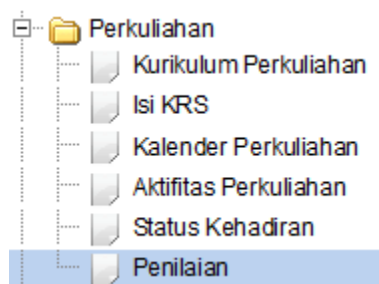 Perkuliahan
Kurikulum Perkuliahan
Isi KRS
Kalender Perkuliahan
Aktifitas Perkuliahan
Status Kehadiran
Penilaian